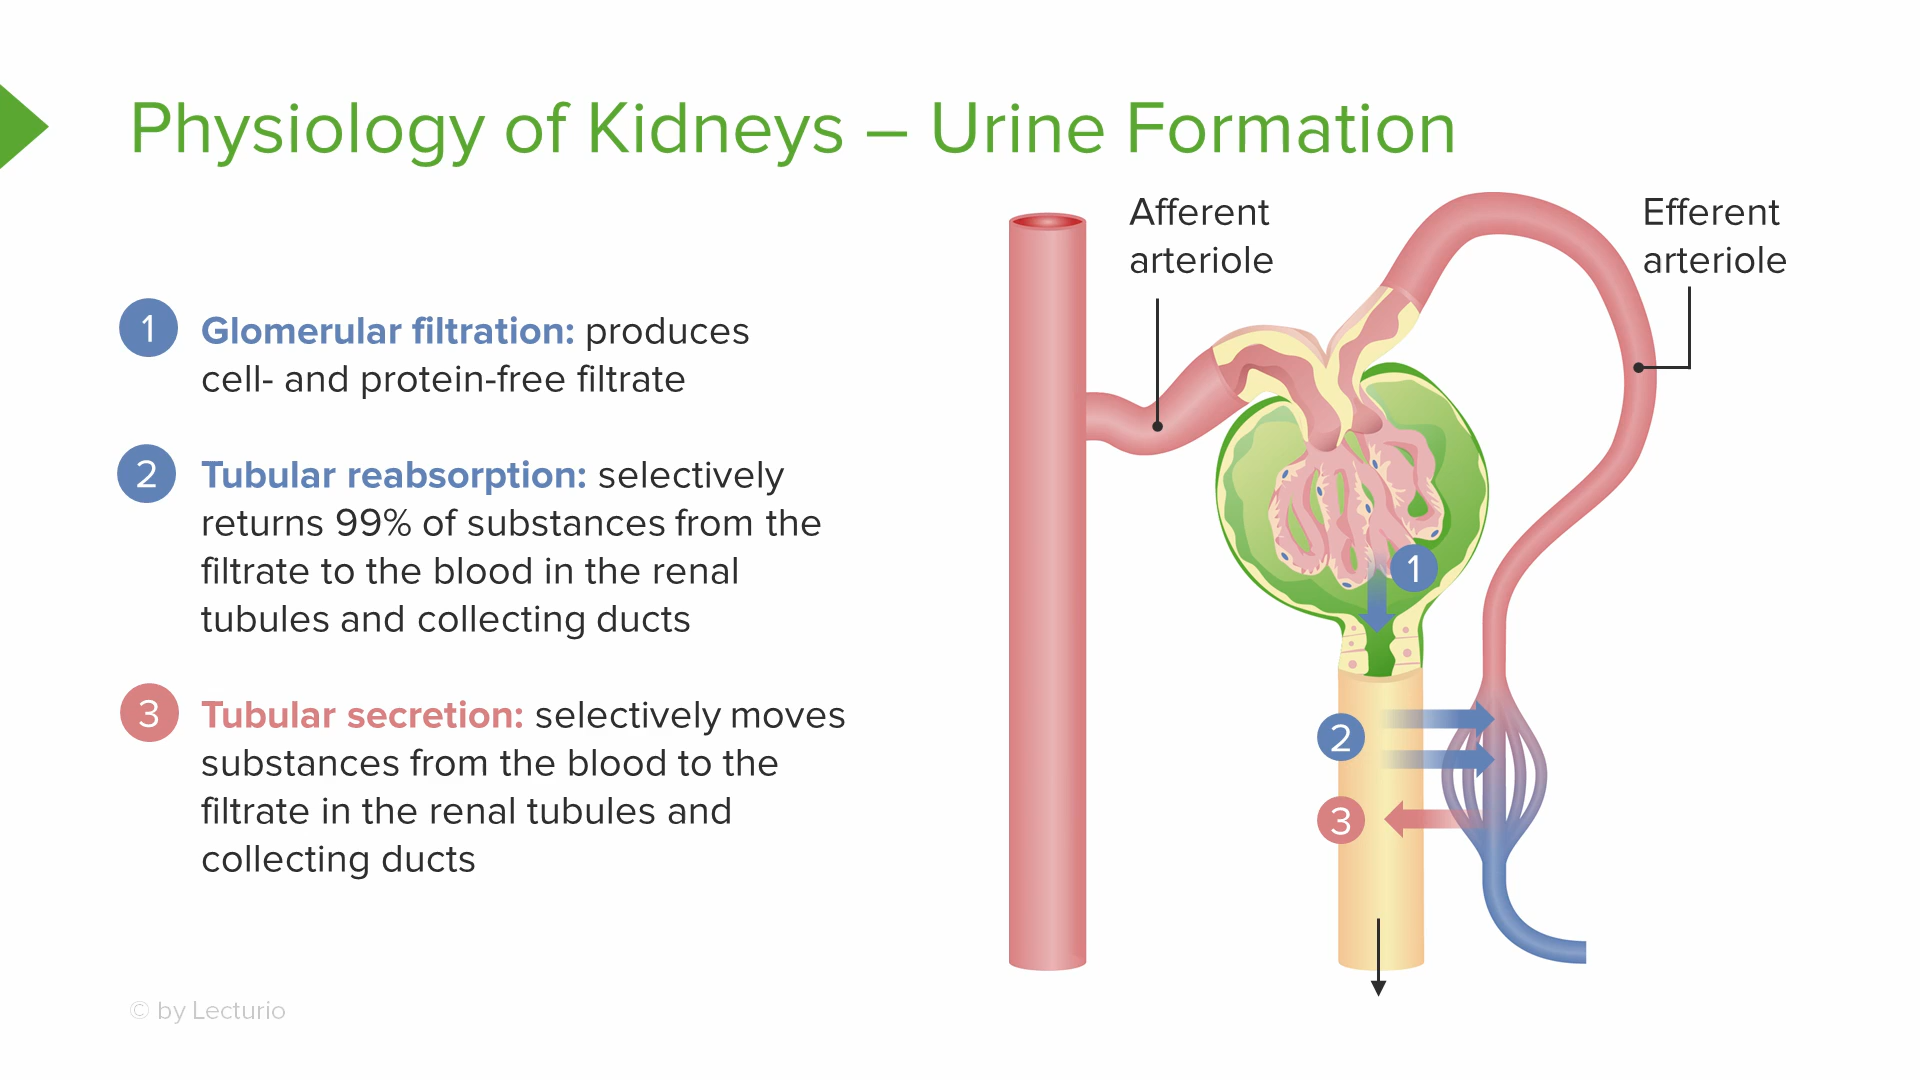 Physiology of Kidneys – Urine Formation
Afferent
arteriole
Efferent
arteriole
1
Glomerular filtration: produces
cell- and protein-free filtrate
2
Tubular reabsorption: selectively
returns 99% of substances from the
filtrate to the blood in the renal
tubules and collecting ducts
3
Tubular secretion: selectively moves
substances from the blood to the
filtrate in the renal tubules and
collecting ducts
1
2
3
© by Lecturio